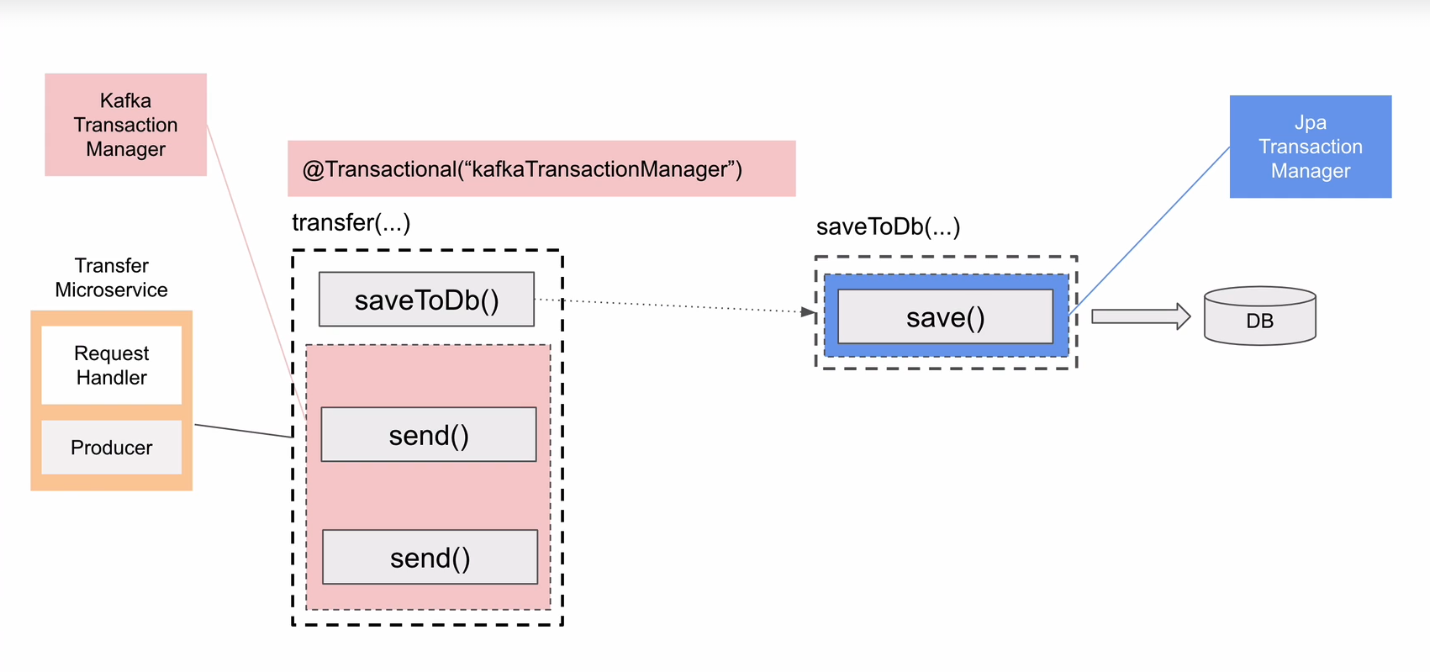 Kafka
Transaction
Manager
@Transactional(“kafkaTransactionManager”)
Jpa
Transaction
Manager
transfer(...)
saveToDb(...)
Transfer
Microservice
Request
Handler
Producer
saveToDb()
send()
send()
save()
DB